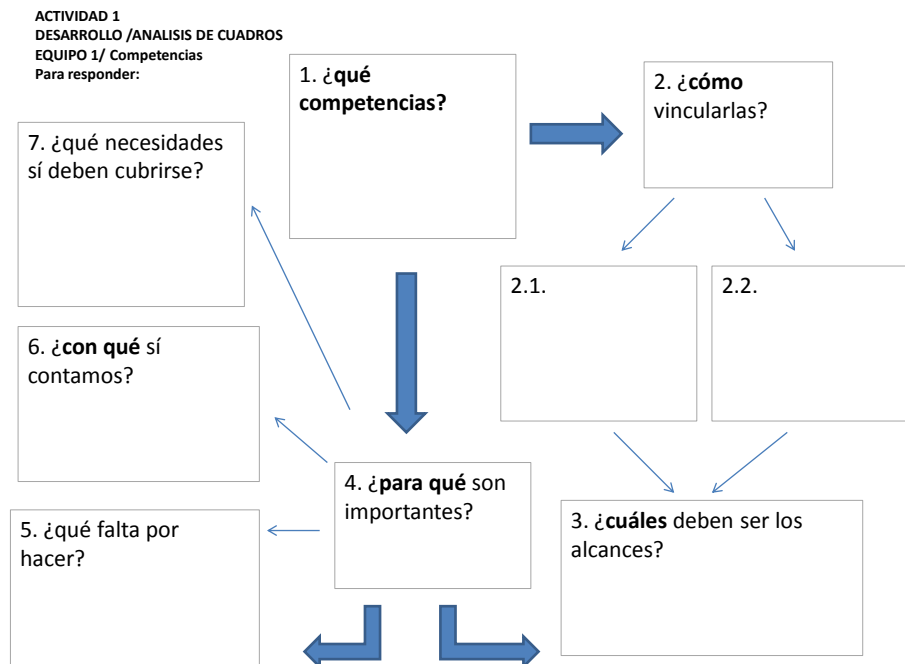 ACTIVIDAD 1
DESARROLLO /ANALISIS DE CUADROS
EQUIPO 1/ Competencias
Para responder:
1. ¿qué
competencias?
2. ¿cómo
vincularlas?
7. ¿qué necesidades
sí deben cubrirse?
2.1.
2.2.
6. ¿con qué sí
contamos?
4. ¿para qué son
importantes?
3. ¿cuáles deben ser los
alcances?
5. ¿qué falta por
hacer?